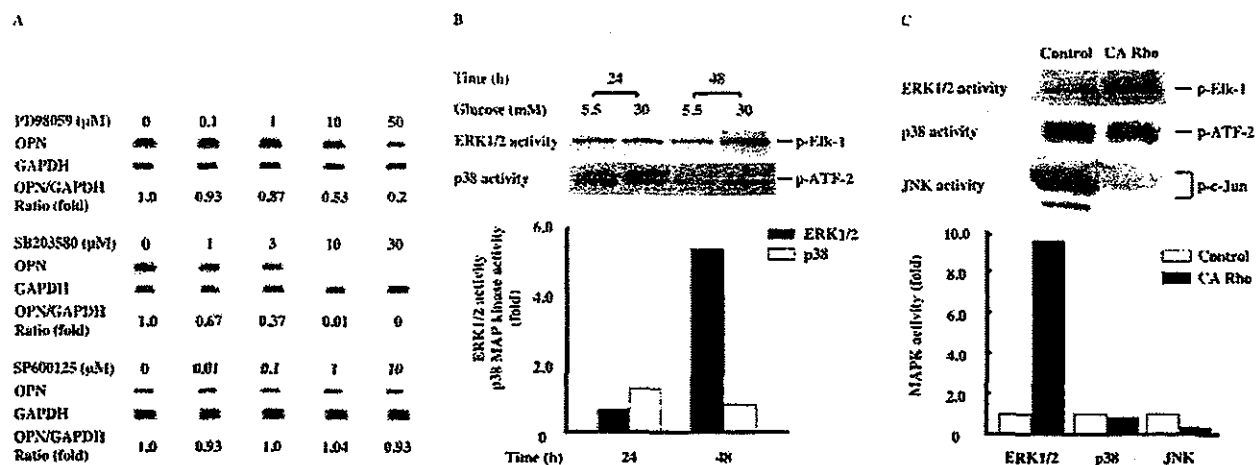 A
PD98059 (μM) 0 0.1 1 10 50
OPN
GAPDH
OPN/GAPDH
Ratio (fold) 1.0 0.93 0.87 0.53 0.2
SB203580 (μM) 0 1 3 10 30
OPN
GAPDH
OPN/GAPDH
Ratio (fold) 1.0 0.67 0.37 0.01 0
SP600125 (μM) 0 0.01 0.1 1 10
OPN
GAPDH
OPN/GAPDH
Ratio (fold) 1.0 0.93 1.0 1.04 0.93
B
Time (h) 24 48
Glucose (mM) 5.5 30 5.5 30
ERK1/2 activity p-Elk-1
p38 activity p-ATF-2
ERK1/2 activity
p38 MAP kinase activity
(fold)
6.0
4.0
2.0
0
ERK1/2
p38
Time (h) 24 48
C
Control CA Rho
ERK1/2 activity p-Elk-1
p38 activity p-ATF-2
JNK activity p-c-Jun
MAPK activity (fold)
10.0
8.0
6.0
4.0
2.0
0
Control
CA Rho
ERK1/2 p38 JNK